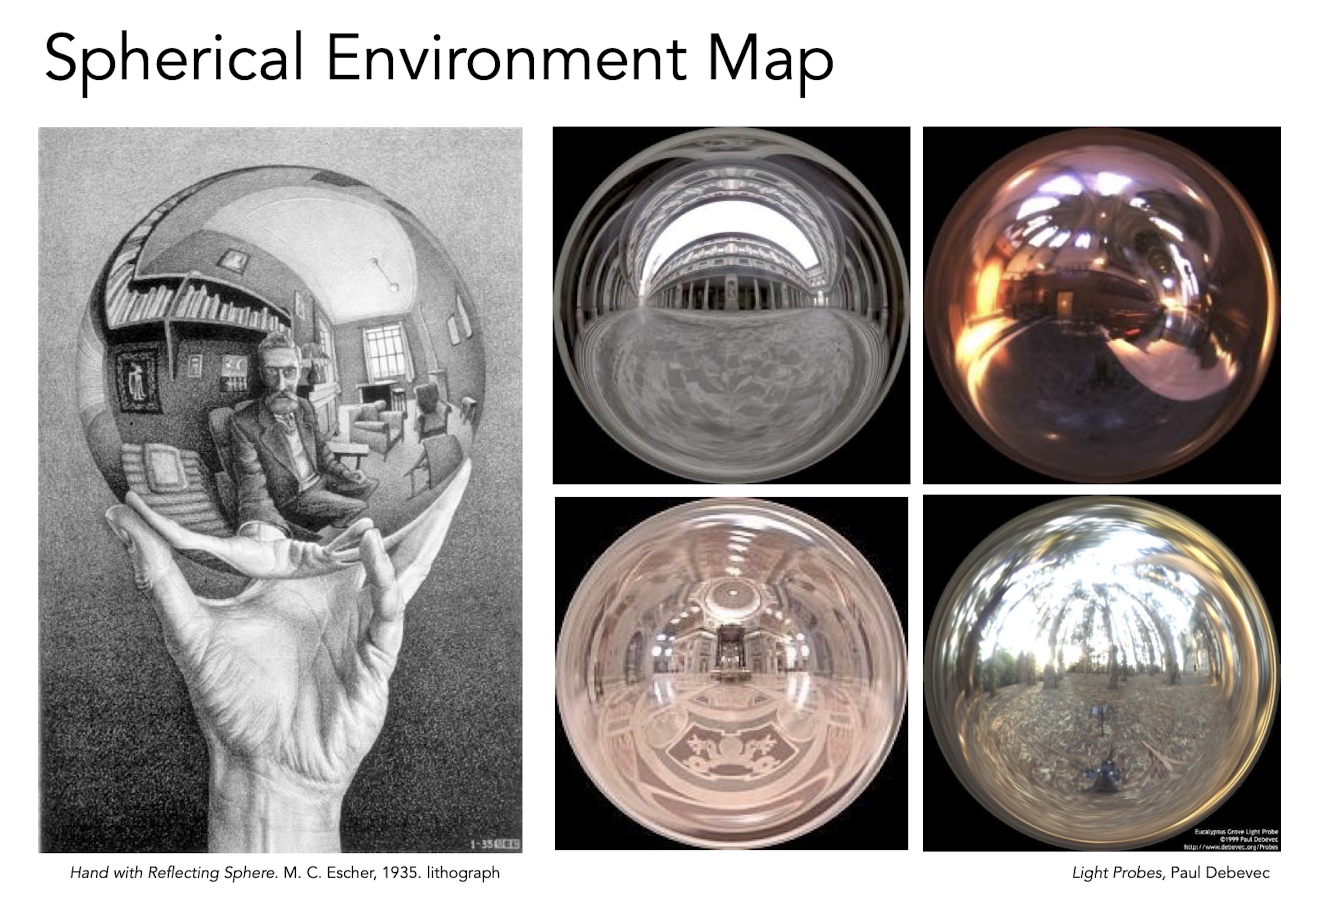 Spherical Environment Map
1-35 MCE
Eucalyptus Grove Light Probe
©1999 Paul Debevec
http://www.debevec.org/Probes
Hand with Reflecting Sphere. M. C. Escher, 1935. lithograph
Light Probes, Paul Debevec